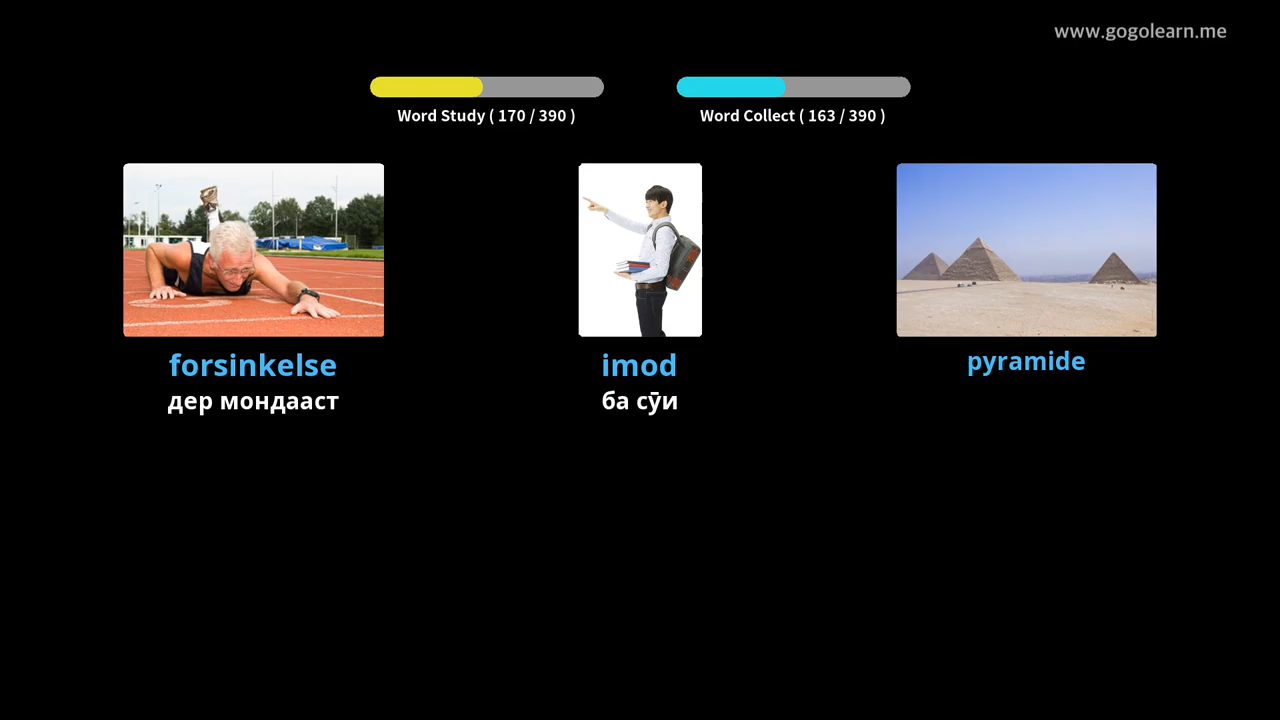 www.gogolearn.me
Word Study ( 170 / 390 )
Word Collect ( 163 / 390 )
forsinkelse
imod
pyramide
дер мондааст
ба сӯи